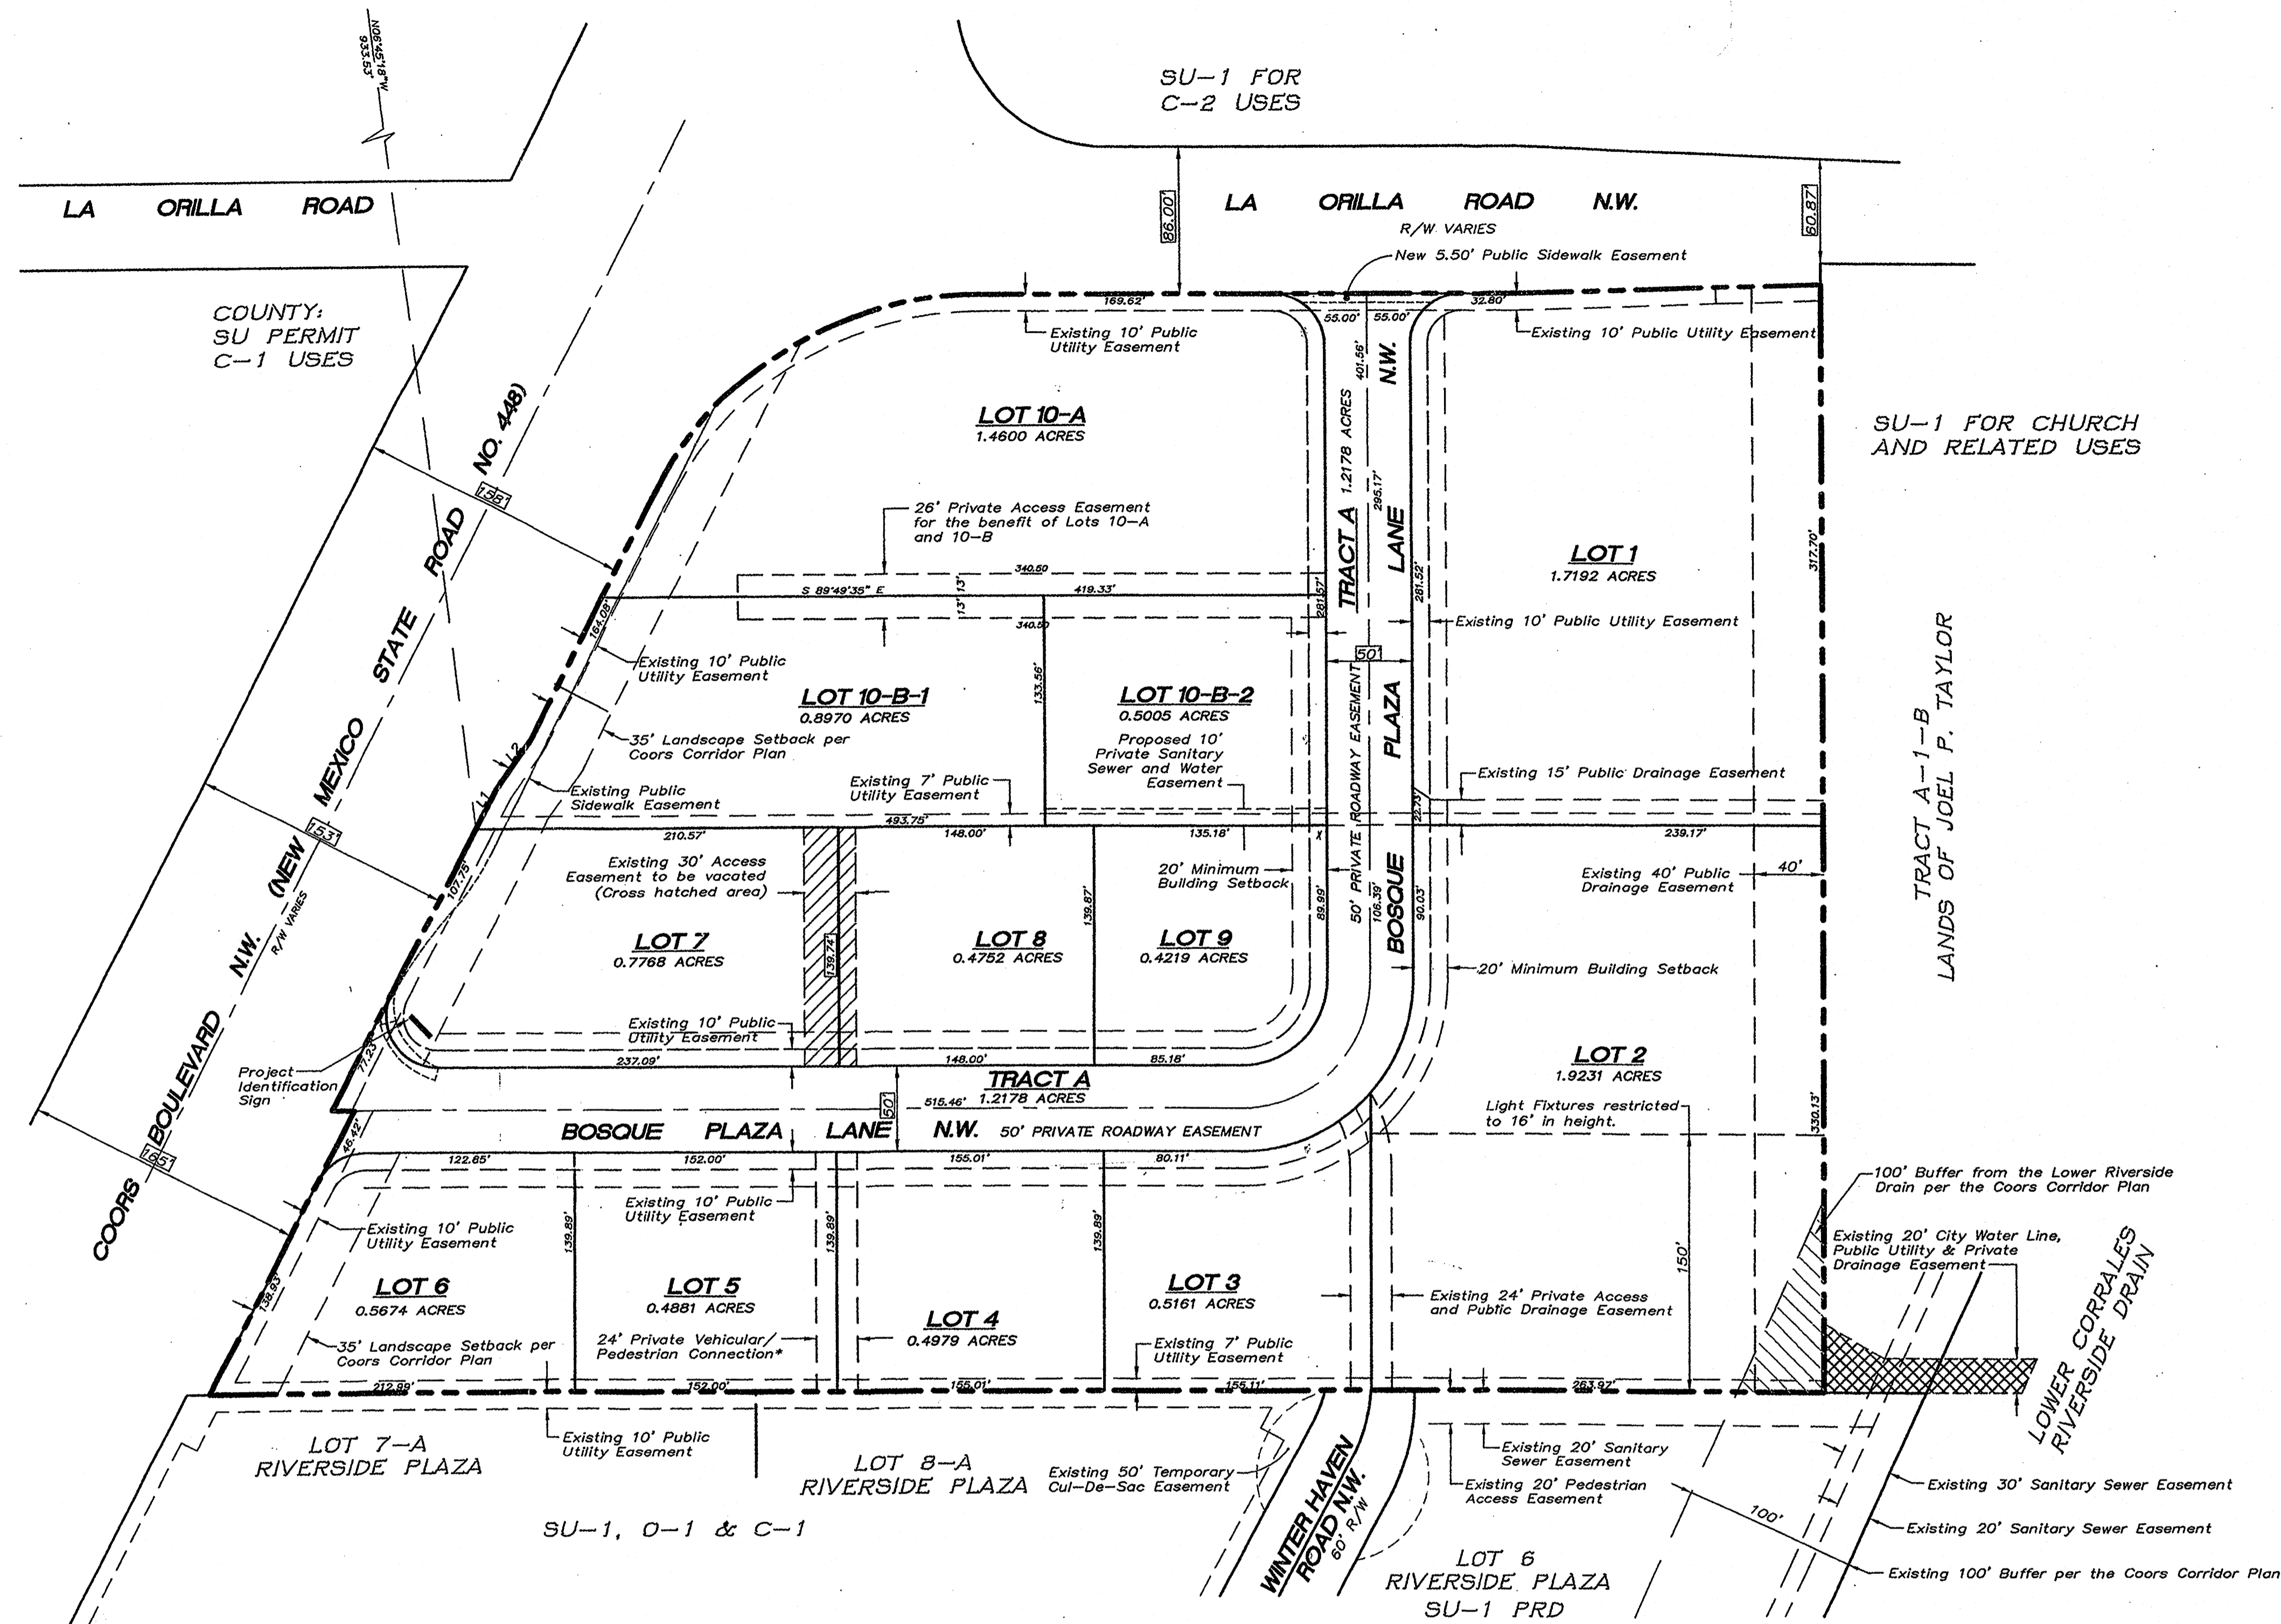 N06°45'18"W
933.53'
SU-1 FOR
C-2 USES
LA ORILLA ROAD
LA ORILLA ROAD N.W.
R/W VARIES
86.00'
60.87'
New 5.50' Public Sidewalk Easement
COUNTY:
SU PERMIT
C-1 USES
169.62'
55.00'
55.00'
32.80'
Existing 10' Public
Utility Easement
Existing 10' Public Utility Easement
LOT 10-A
1.4600 ACRES
401.56'
N.W.
TRACT A 1.2178 ACRES
295.17'
LANE
SU-1 FOR CHURCH
AND RELATED USES
158'
26' Private Access Easement
for the benefit of Lots 10-A
and 10-B
LOT 1
1.7192 ACRES
317.70'
340.50
S 89°49'35" E
13' 13'
419.33'
340.50
281.57'
281.52'
164.08'
Existing 10' Public Utility Easement
Existing 10' Public
Utility Easement
50'
133.56'
LOT 10-B-1
0.8970 ACRES
LOT 10-B-2
0.5005 ACRES
35' Landscape Setback per
Coors Corridor Plan
Proposed 10'
Private Sanitary
Sewer and Water
Easement
50' PRIVATE ROADWAY EASEMENT
PLAZA
BOSQUE
L2
L1
Existing Public
Sidewalk Easement
Existing 7' Public
Utility Easement
Existing 15' Public Drainage Easement
22.73'
TRACT A-1-B
LANDS OF JOEL P. TAYLOR
493.75'
210.57'
148.00'
135.18'
X
239.17'
153'
COORS BOULEVARD N.W. (NEW MEXICO STATE ROAD NO. 448)
R/W VARIES
107.75'
Existing 30' Access
Easement to be vacated
(Cross hatched area)
20' Minimum
Building Setback
Existing 40' Public
Drainage Easement
40'
139.74'
139.87'
89.99'
106.39'
90.03'
LOT 7
0.7768 ACRES
LOT 8
0.4752 ACRES
LOT 9
0.4219 ACRES
20' Minimum Building Setback
Existing 10' Public
Utility Easement
237.09'
148.00'
85.18'
77.23'
Project
Identification
Sign
LOT 2
1.9231 ACRES
TRACT A
1.2178 ACRES
515.46'
50'
Light Fixtures restricted
to 16' in height.
330.13'
BOSQUE PLAZA LANE N.W. 50' PRIVATE ROADWAY EASEMENT
46.42'
165'
122.85'
152.00'
155.01'
80.11'
Existing 10' Public
Utility Easement
Existing 10' Public
Utility Easement
139.89'
139.89'
139.89'
100' Buffer from the Lower Riverside
Drain per the Coors Corridor Plan
Existing 20' City Water Line,
Public Utility & Private
Drainage Easement
150'
LOWER CORRALES
RIVERSIDE DRAIN
138.93'
LOT 6
0.5674 ACRES
LOT 5
0.4881 ACRES
LOT 4
0.4979 ACRES
LOT 3
0.5161 ACRES
Existing 24' Private Access
and Public Drainage Easement
35' Landscape Setback per
Coors Corridor Plan
24' Private Vehicular/
Pedestrian Connection*
Existing 7' Public
Utility Easement
212.99'
152.00'
155.01'
155.11'
263.97'
LOT 7-A
RIVERSIDE PLAZA
Existing 10' Public
Utility Easement
LOT 8-A
RIVERSIDE PLAZA
Existing 50' Temporary
Cul-De-Sac Easement
WINTER HAVEN
ROAD N.W.
60' R/W
Existing 20' Sanitary
Sewer Easement
Existing 20' Pedestrian
Access Easement
Existing 30' Sanitary Sewer Easement
100'
Existing 20' Sanitary Sewer Easement
SU-1, O-1 & C-1
LOT 6
RIVERSIDE PLAZA
SU-1 PRD
Existing 100' Buffer per the Coors Corridor Plan